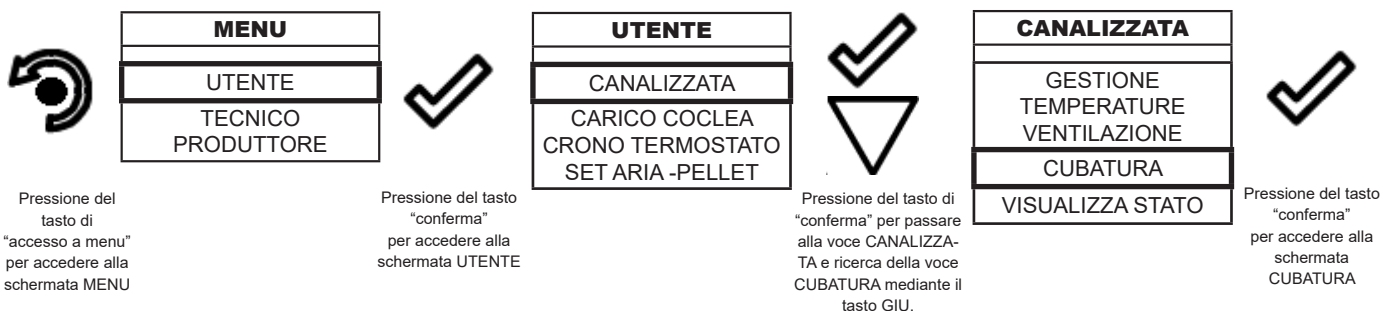 MENU
UTENTE
TECNICO
PRODUTTORE
Pressione del
tasto di
“accesso a menu”
per accedere alla
schermata MENU
Pressione del tasto
“conferma”
per accedere alla
schermata UTENTE
UTENTE
CANALIZZATA
CARICO COCLEA
CRONO TERMOSTATO
SET ARIA -PELLET
Pressione del tasto di
“conferma” per passare
alla voce CANALIZZA-
TA e ricerca della voce
CUBATURA mediante il
tasto GIU.
CANALIZZATA
GESTIONE
TEMPERATURE
VENTILAZIONE
CUBATURA
VISUALIZZA STATO
Pressione del tasto
“conferma”
per accedere alla
schermata
CUBATURA